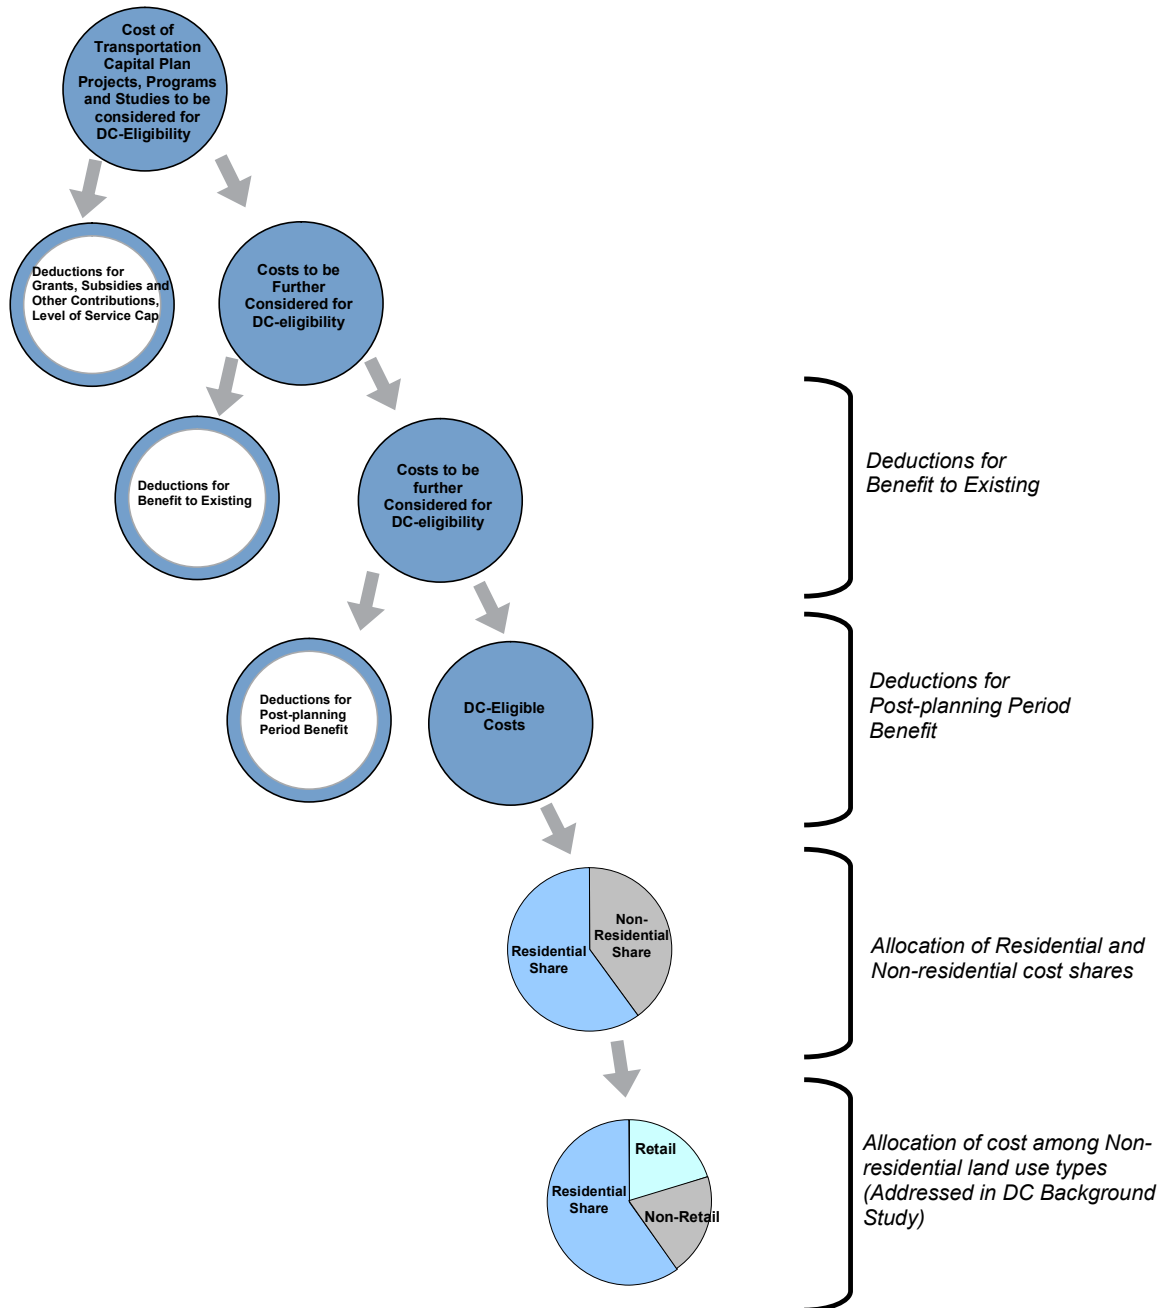 Cost of
Transportation
Capital Plan
Projects, Programs
and Studies to be
considered for
DC-Eligibility
Deductions for
Grants, Subsidies and
Other Contributions,
Level of Service Cap
Costs to be
Further
Considered for
DC-eligibility
Deductions for
Benefit to Existing
Costs to be
further
Considered for
DC-eligibility
Deductions for
Benefit to Existing
Deductions for
Post-planning
Period Benefit
DC-Eligible
Costs
Deductions for
Post-planning Period
Benefit
Residential
Share
Non-
Residential
Share
Allocation of Residential and
Non-residential cost shares
Residential
Share
Retail
Non-Retail
Allocation of cost among Non-
residential land use types
(Addressed in DC Background
Study)